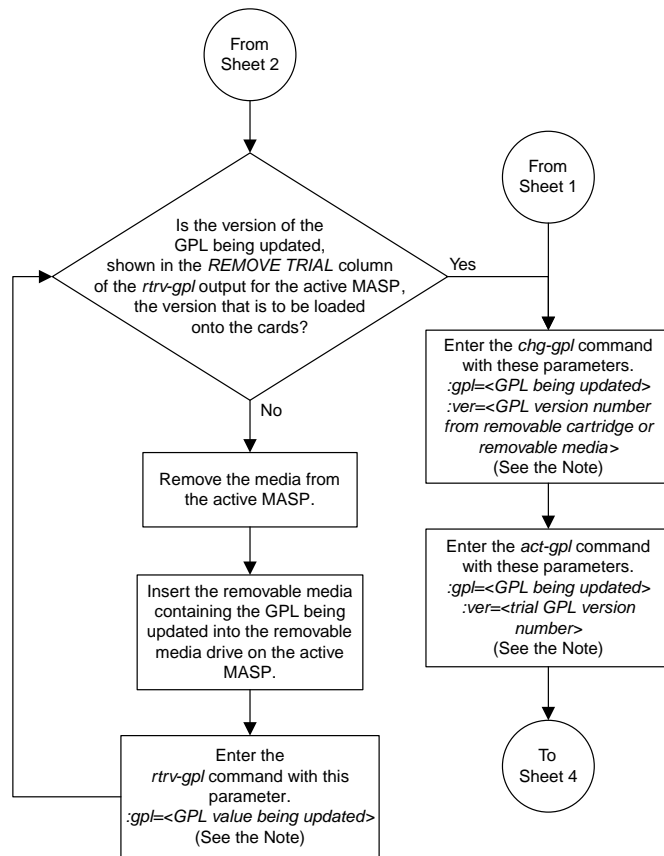 From
Sheet 2
Is the version of the
GPL being updated,
shown in the REMOVE TRIAL column
of the rtrv-gpl output for the active MASP,
the version that is to be loaded
onto the cards?
Yes
No
Remove the media from
the active MASP.
Insert the removable media
containing the GPL being
updated into the removable
media drive on the active
MASP.
Enter the
rtrv-gpl command with this
parameter.
:gpl=<GPL value being updated>
(See the Note)
From
Sheet 1
Enter the chg-gpl command
with these parameters.
:gpl=<GPL being updated>
:ver=<GPL version number
from removable cartridge or
removable media>
(See the Note)
Enter the act-gpl command
with these parameters.
:gpl=<GPL being updated>
:ver=<trial GPL version
number>
(See the Note)
To
Sheet 4